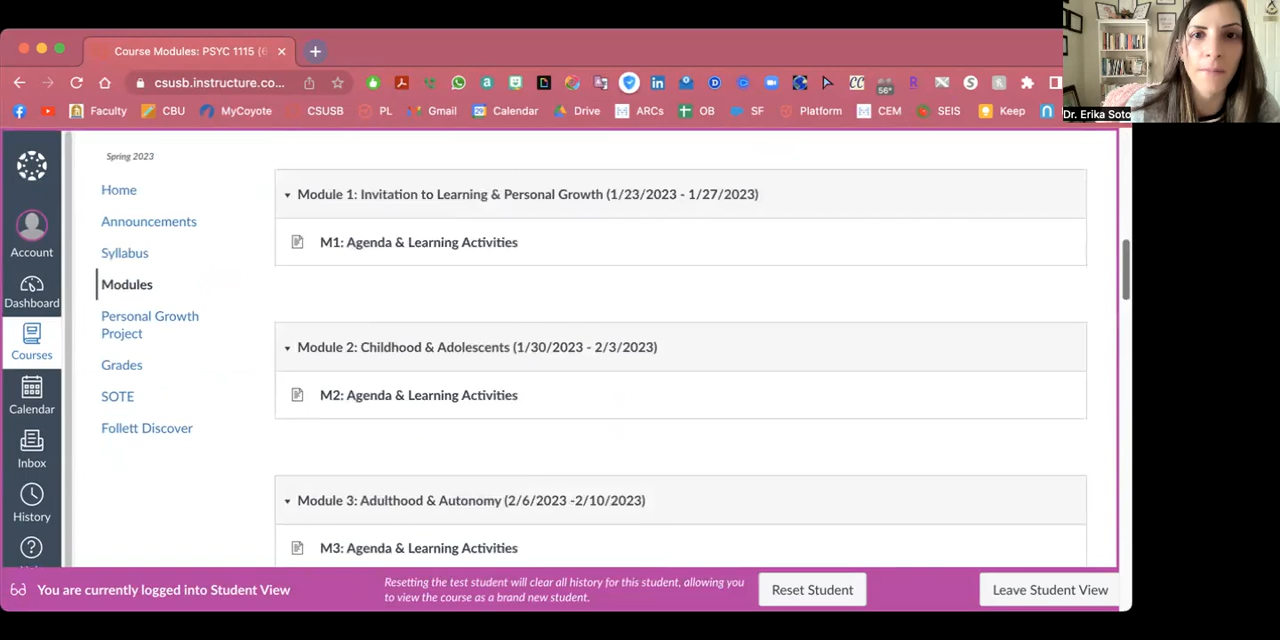 Course Modules: PSYC 1115 (6
csusb.instructure.co...
56°
Faculty CBU MyCoyote CSUSB PL Gmail Calendar Drive ARCs OB SF Platform CEM SEIS Keep
Dr. Erika Soto
Account
Dashboard
Courses
Calendar
Inbox
History
Spring 2023
Home
Announcements
Syllabus
Modules
Personal Growth
Project
Grades
SOTE
Follett Discover
Module 1: Invitation to Learning & Personal Growth (1/23/2023 - 1/27/2023)
M1: Agenda & Learning Activities
Module 2: Childhood & Adolescents (1/30/2023 - 2/3/2023)
M2: Agenda & Learning Activities
Module 3: Adulthood & Autonomy (2/6/2023 -2/10/2023)
M3: Agenda & Learning Activities
You are currently logged into Student View
Resetting the test student will clear all history for this student, allowing you
to view the course as a brand new student.
Reset Student
Leave Student View